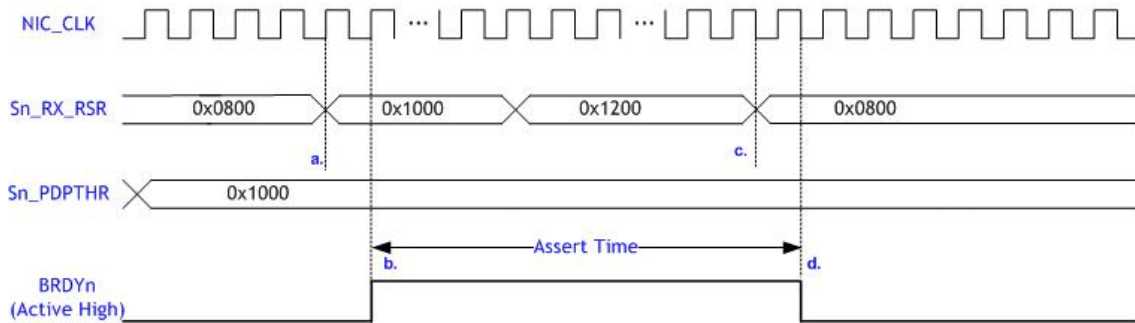 NIC_CLK
... ...
Sn_RX_RSR 0x0800 0x1000 0x1200 0x0800
a. c.
Sn_PDPTHR 0x1000
Assert Time
b. d.
BRDYn
(Active High)